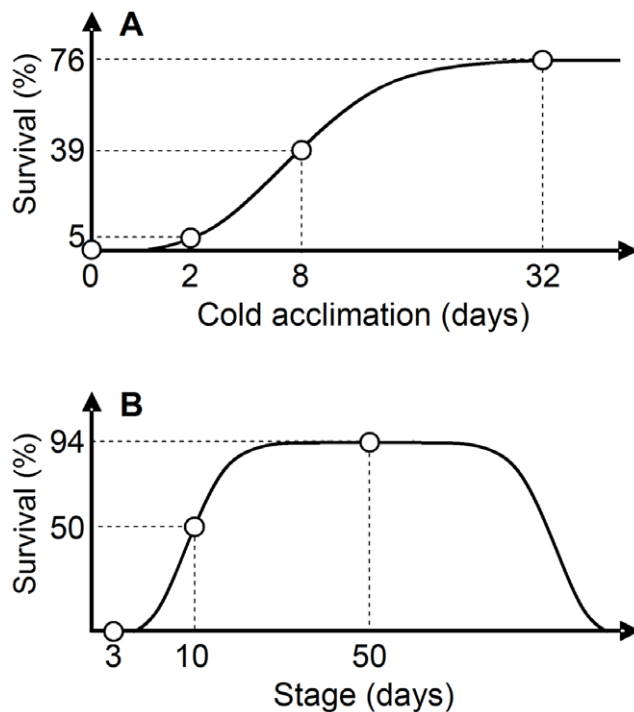 A
Survival (%)
76
39
5
0 2 8 32
Cold acclimation (days)
B
Survival (%)
94
50
3 10 50
Stage (days)